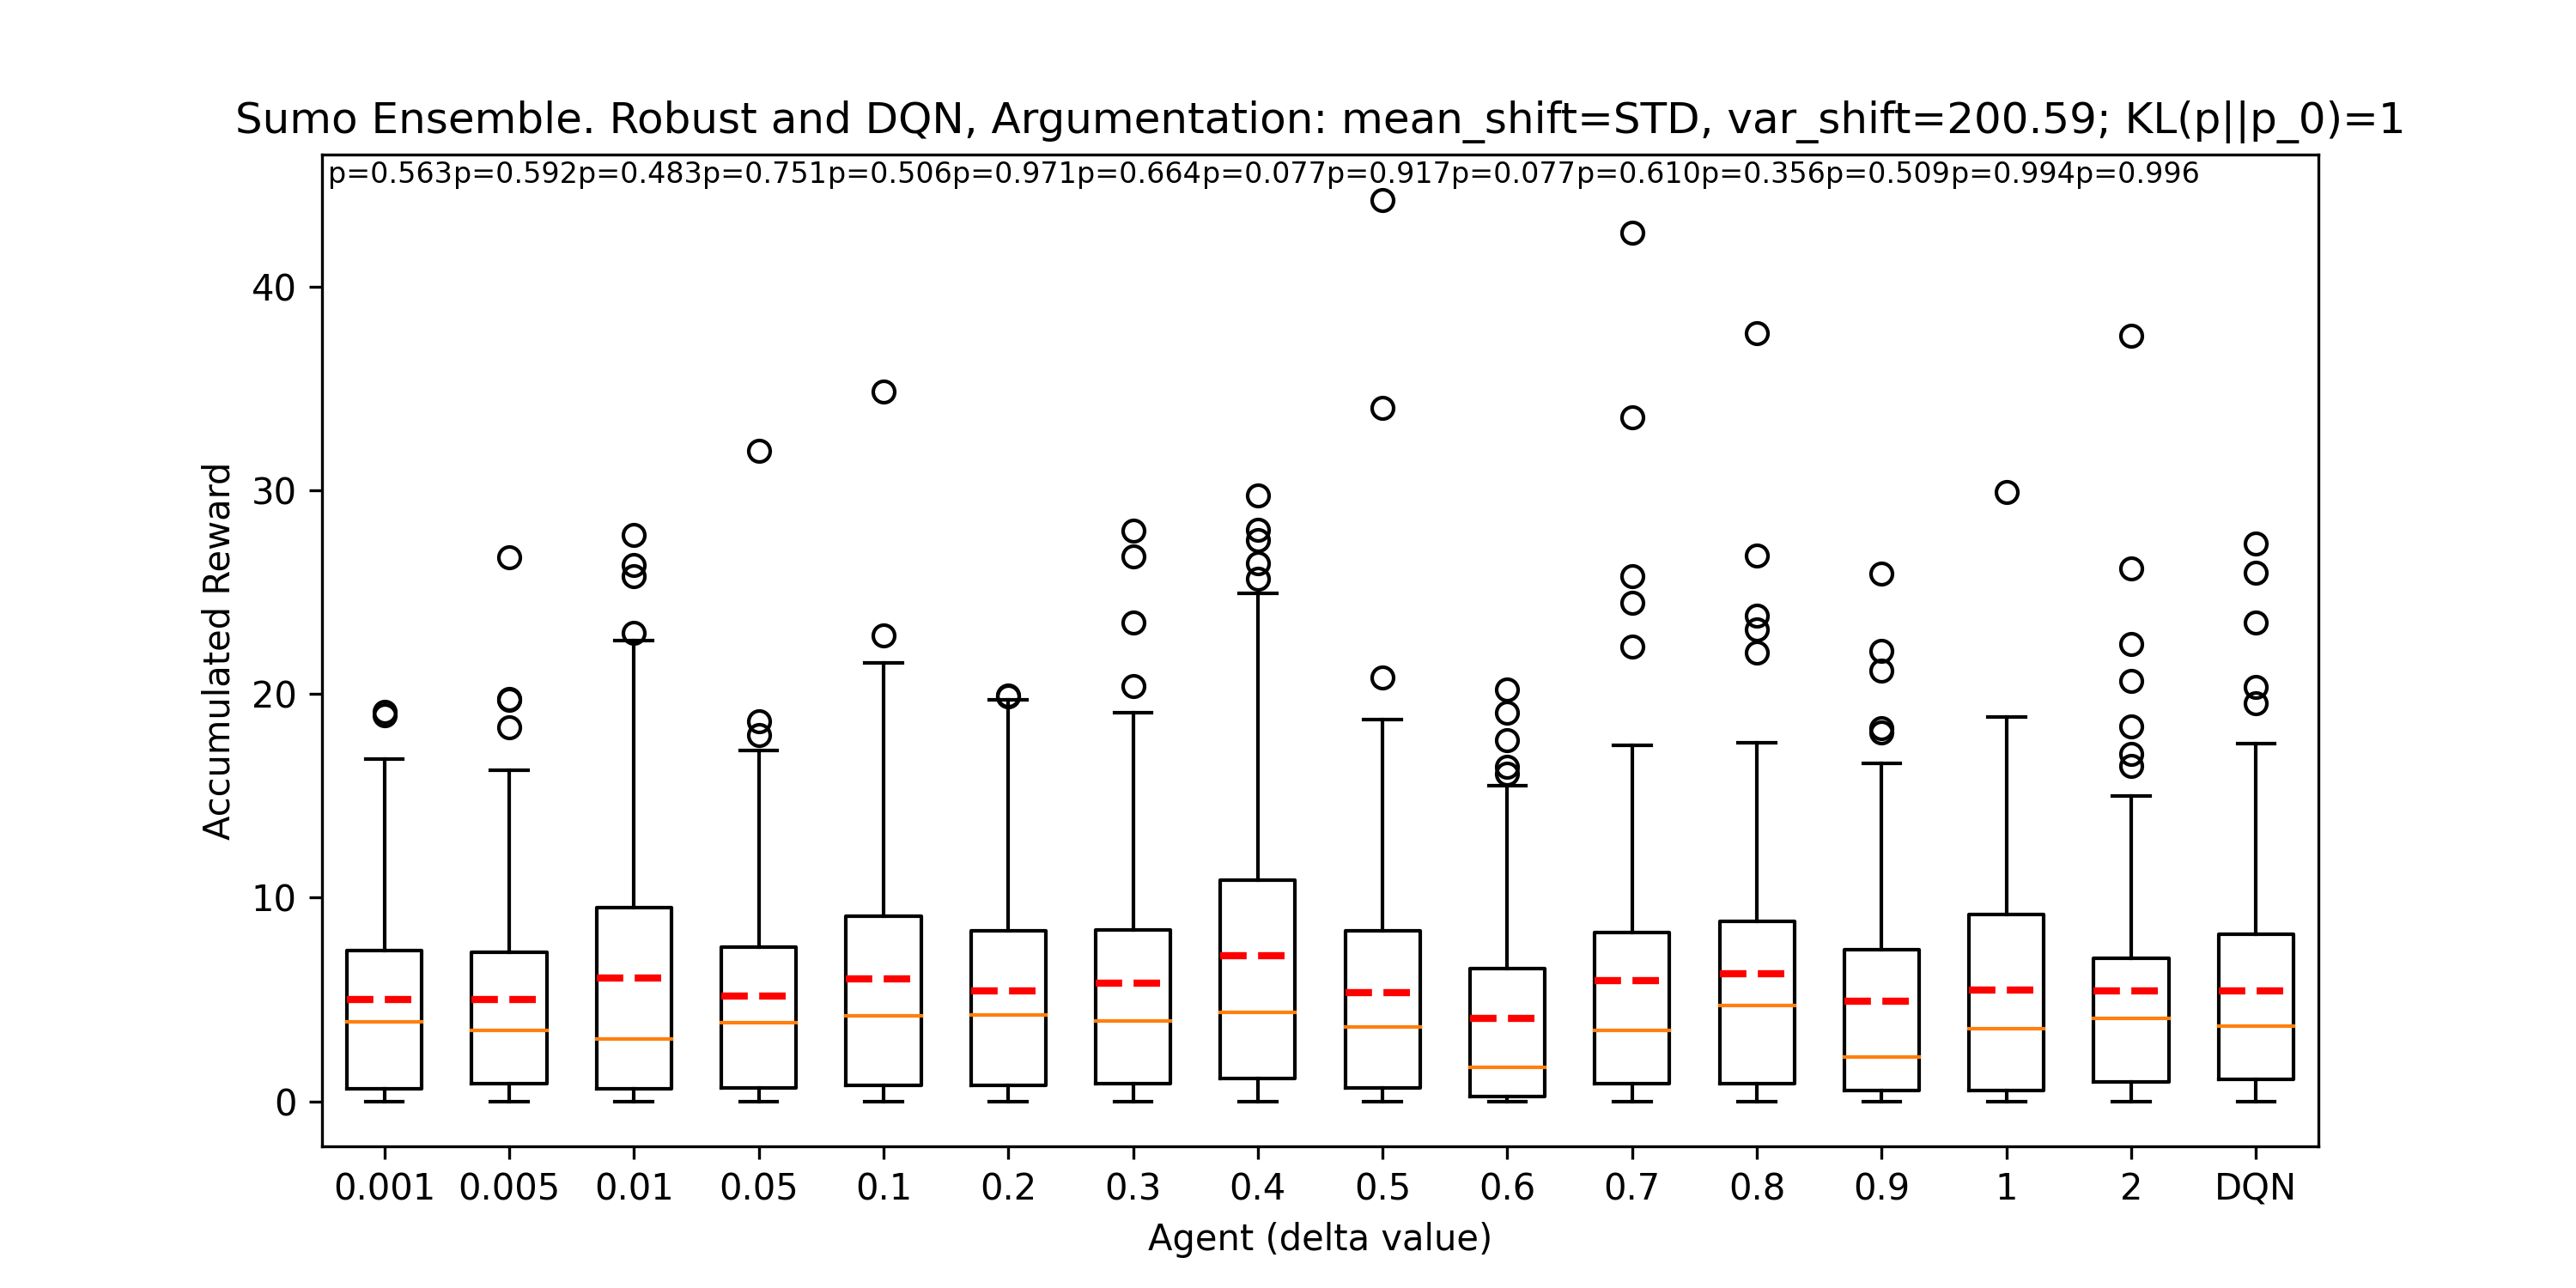 Sumo Ensemble. Robust and DQN, Argumentation: mean_shift=STD, var_shift=200.59; KL(p||p_0)=1
p=0.563p=0.592p=0.483p=0.751p=0.506p=0.971p=0.664p=0.077p=0.917p=0.077p=0.610p=0.356p=0.509p=0.994p=0.996
40
30
20
10
0
Accumulated Reward
0.001 0.005 0.01 0.05 0.1 0.2 0.3 0.4 0.5 0.6 0.7 0.8 0.9 1 2 DQN
Agent (delta value)